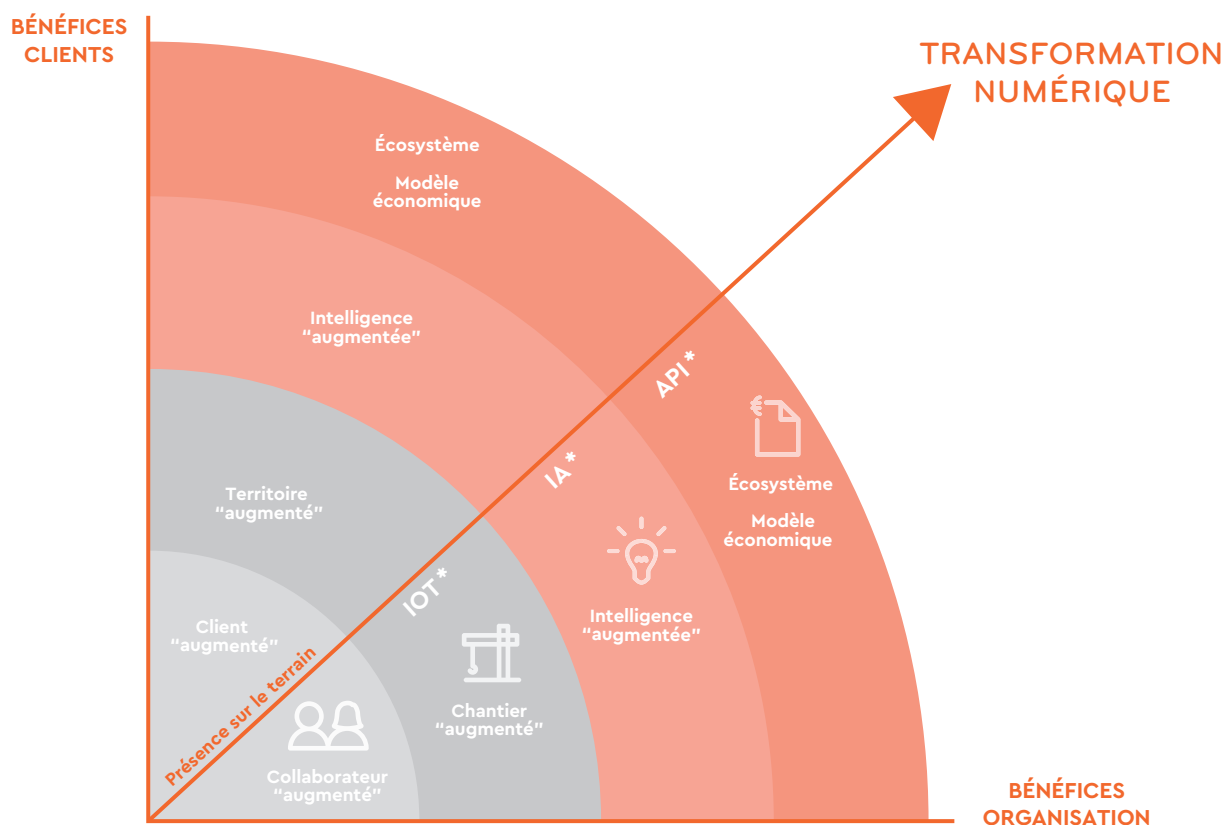 BÉNÉFICES
CLIENTS
TRANSFORMATION
NUMÉRIQUE
Écosystème
Modèle
économique
Intelligence
“augmentée”
API*
Écosystème
Modèle
économique
IA*
Territoire
“augmenté”
IOT*
Intelligence
“augmentée”
Client
“augmenté”
Présence sur le terrain
Chantier
“augmenté”
Collaborateur
“augmenté”
BÉNÉFICES
ORGANISATION